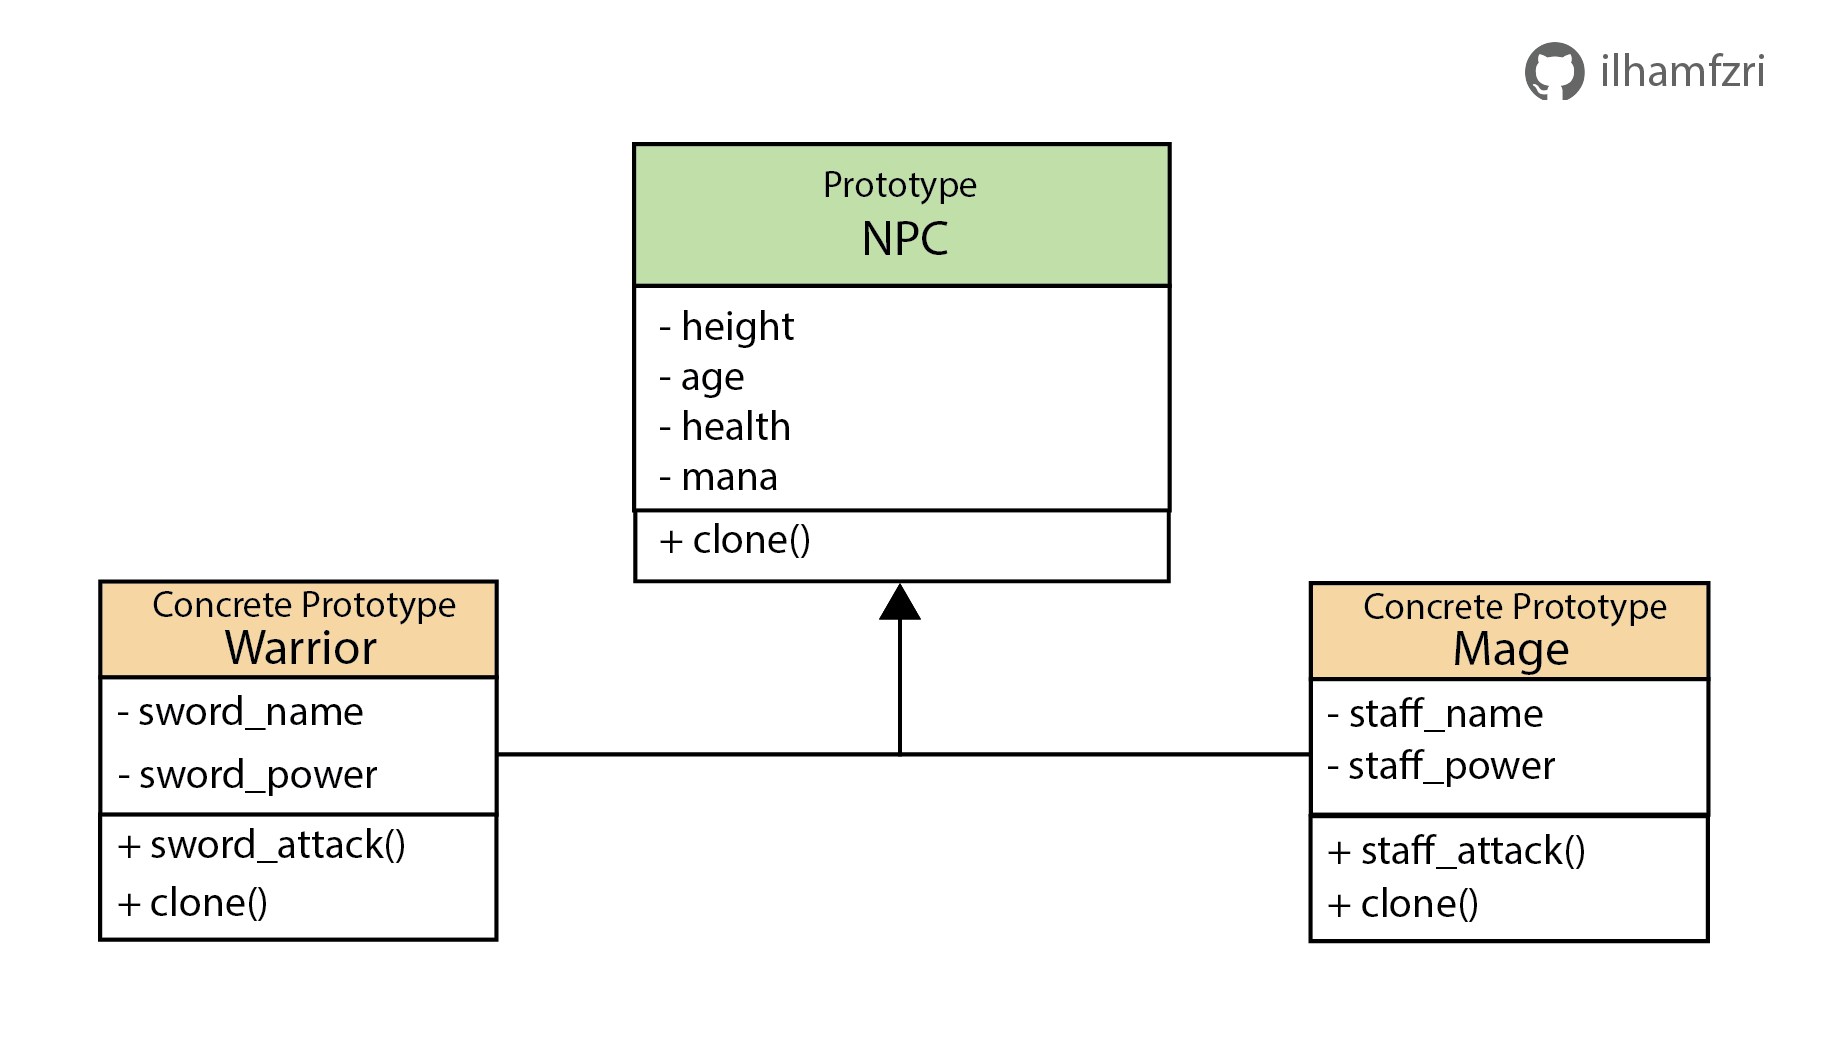 ilhamfzri
Prototype
NPC
- height
- age
- health
- mana
+ clone()
Concrete Prototype
Warrior
- sword_name
- sword_power
+ sword_attack()
+ clone()
Concrete Prototype
Mage
- staff_name
- staff_power
+ staff_attack()
+ clone()